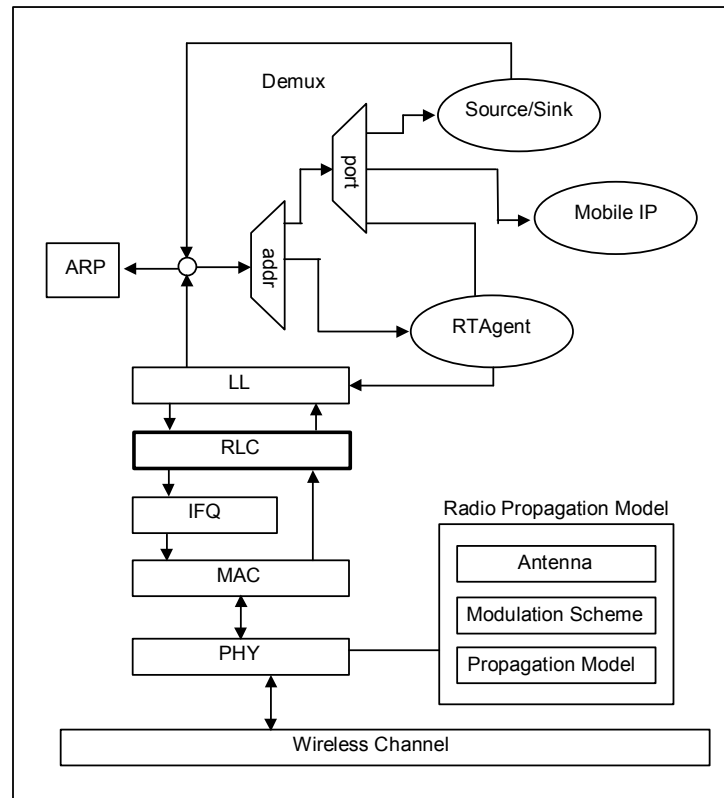 Demux
Source/Sink
port
Mobile IP
addr
ARP
RTAgent
LL
RLC
IFQ
Radio Propagation Model
Antenna
MAC
Modulation Scheme
PHY
Propagation Model
Wireless Channel